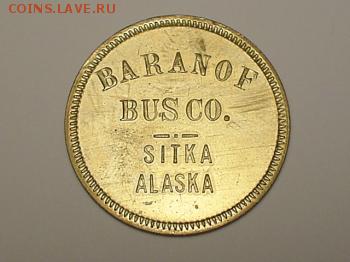 COINS.LAVE.RU
BARANOF
BUS CO.
SITKA
ALASKA